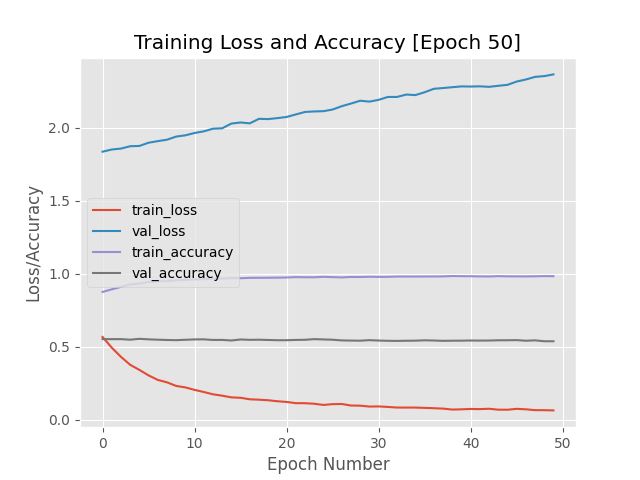 Training Loss and Accuracy [Epoch 50]
Loss/Accuracy
2.0
1.5
1.0
0.5
0.0
train_loss
val_loss
train_accuracy
val_accuracy
0 10 20 30 40 50
Epoch Number